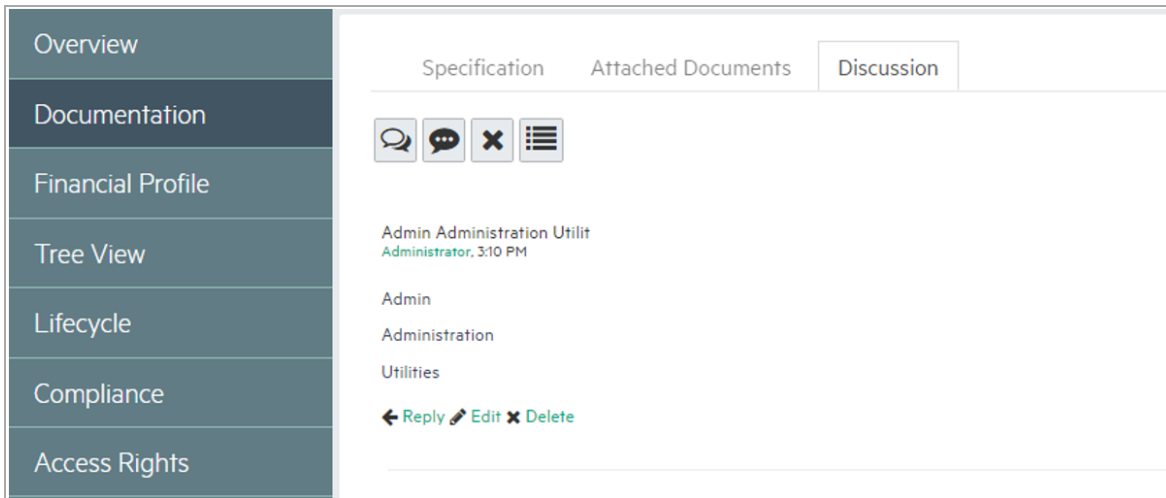 Overview
Documentation
Financial Profile
Tree View
Lifecycle
Compliance
Access Rights
Specification Attached Documents Discussion
Admin Administration Utilit
Administrator, 3:10 PM
Admin
Administration
Utilities
Reply Edit Delete